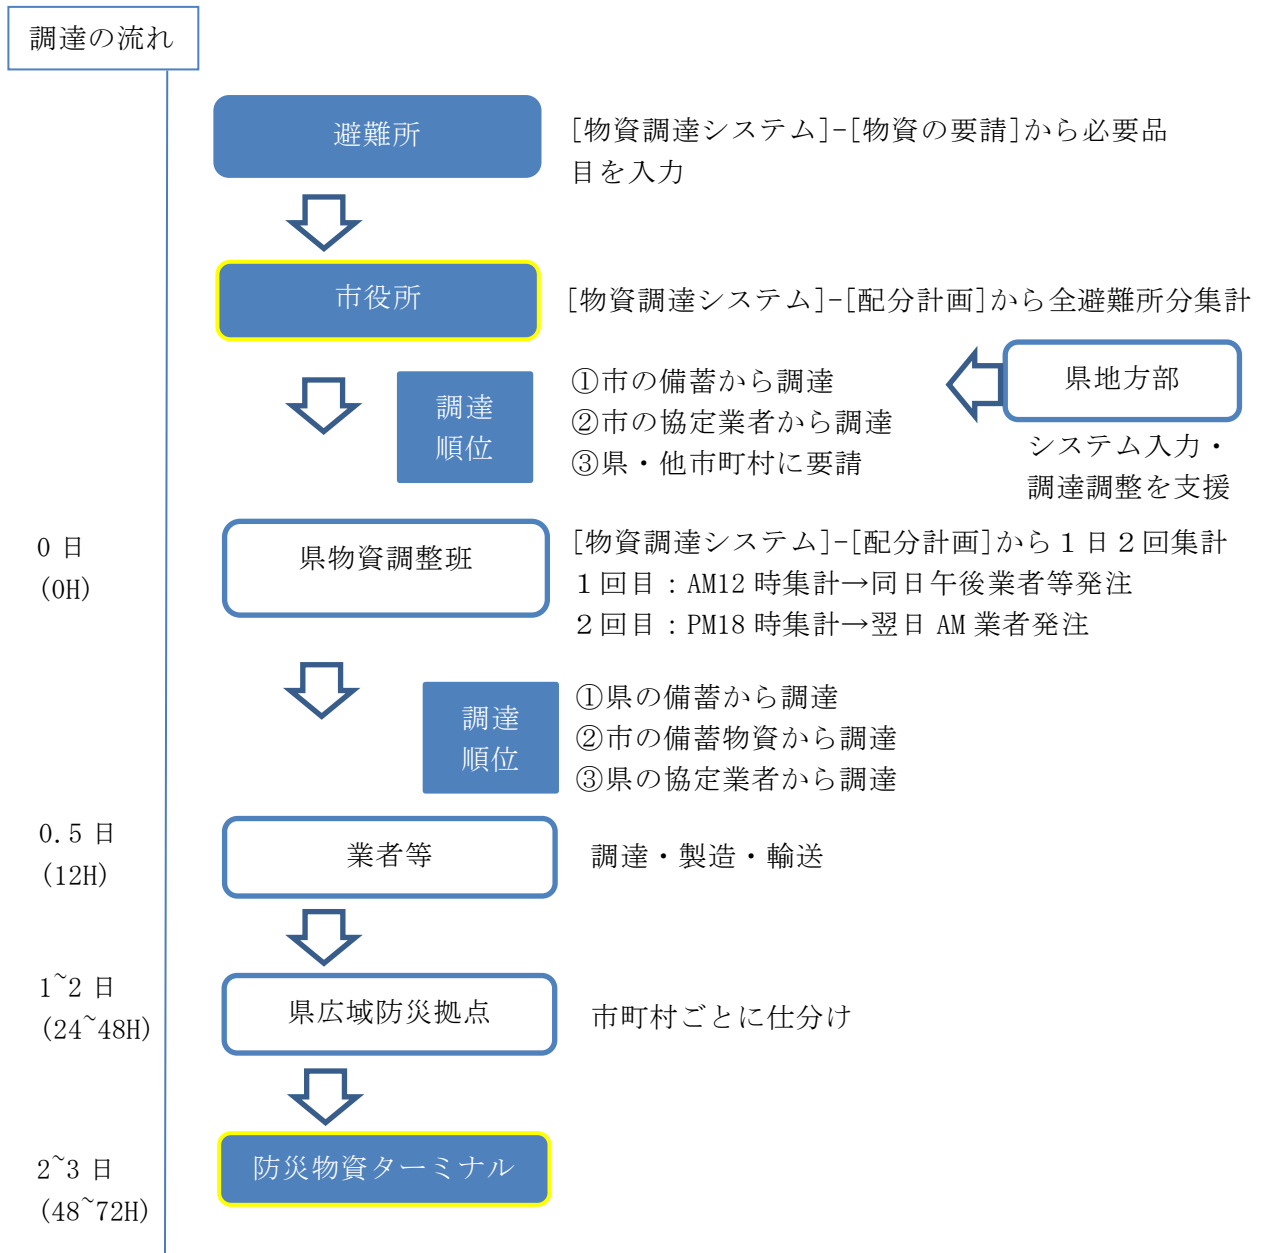 調達の流れ
避難所
[物資調達システム]-[物資の要請]から必要品
目を入力
市役所
[物資調達システム]-[配分計画]から全避難所分集計
調達
順位
①市の備蓄から調達
②市の協定業者から調達
③県・他市町村に要請
県地方部
システム入力・
調達調整を支援
0日
(0H)
県物資調整班
[物資調達システム]-[配分計画]から1日2回集計
1回目：AM12時集計→同日午後業者等発注
2回目：PM18時集計→翌日AM業者発注
調達
順位
①県の備蓄から調達
②市の備蓄物資から調達
③県の協定業者から調達
0.5日
(12H)
業者等
調達・製造・輸送
1~2日
(24~48H)
県広域防災拠点
市町村ごとに仕分け
2~3日
(48~72H)
防災物資ターミナル